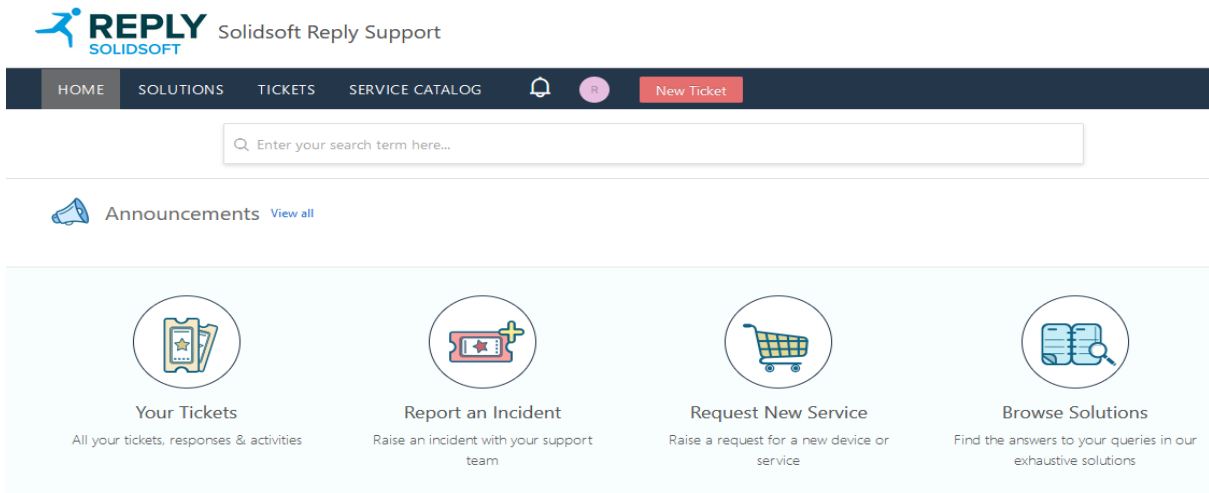 REPLY
SOLIDSOFT
Solidsoft Reply Support
HOME SOLUTIONS TICKETS SERVICE CATALOG R New Ticket
Enter your search term here...
Announcements View all
Your Tickets
All your tickets, responses & activities
Report an Incident
Raise an incident with your support
team
Request New Service
Raise a request for a new device or
service
Browse Solutions
Find the answers to your queries in our
exhaustive solutions